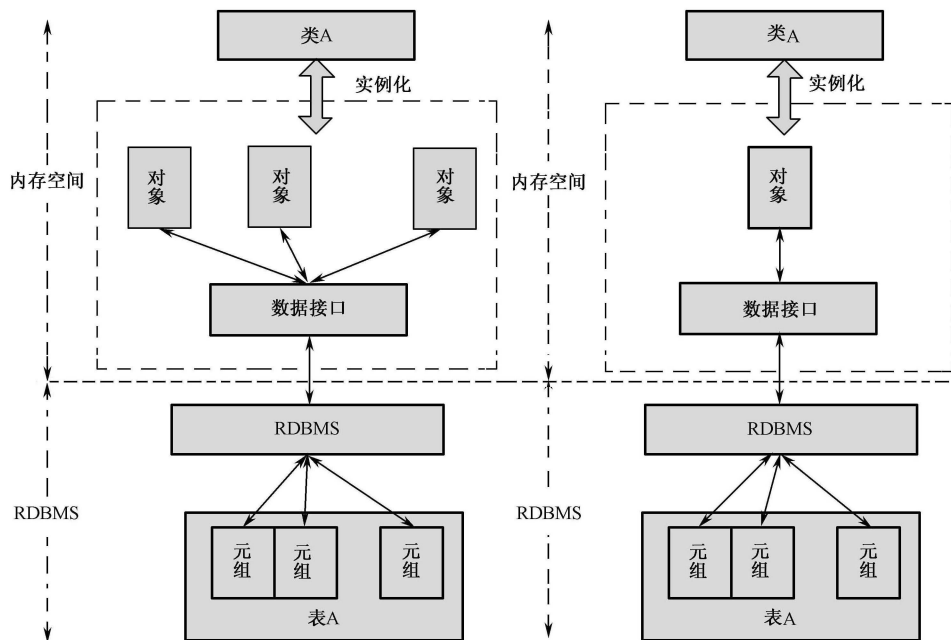 类A
实例化
内存空间
对象
对象
对象
数据接口
RDBMS
RDBMS
元组
元组
元组
表A
类A
实例化
内存空间
对象
数据接口
RDBMS
RDBMS
元组
元组
元组
表A